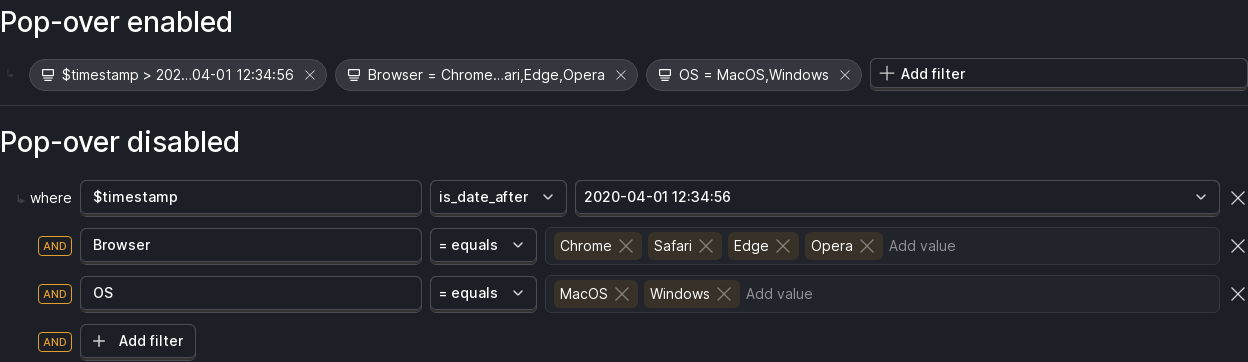 Pop-over enabled
$timestamp > 202...04-01 12:34:56 Browser = Chrome...ari,Edge,Opera OS = MacOS,Windows Add filter
Pop-over disabled
where $timestamp is_date_after 2020-04-01 12:34:56
AND Browser = equals Chrome Safari Edge Opera Add value
AND OS = equals MacOS Windows Add value
AND + Add filter